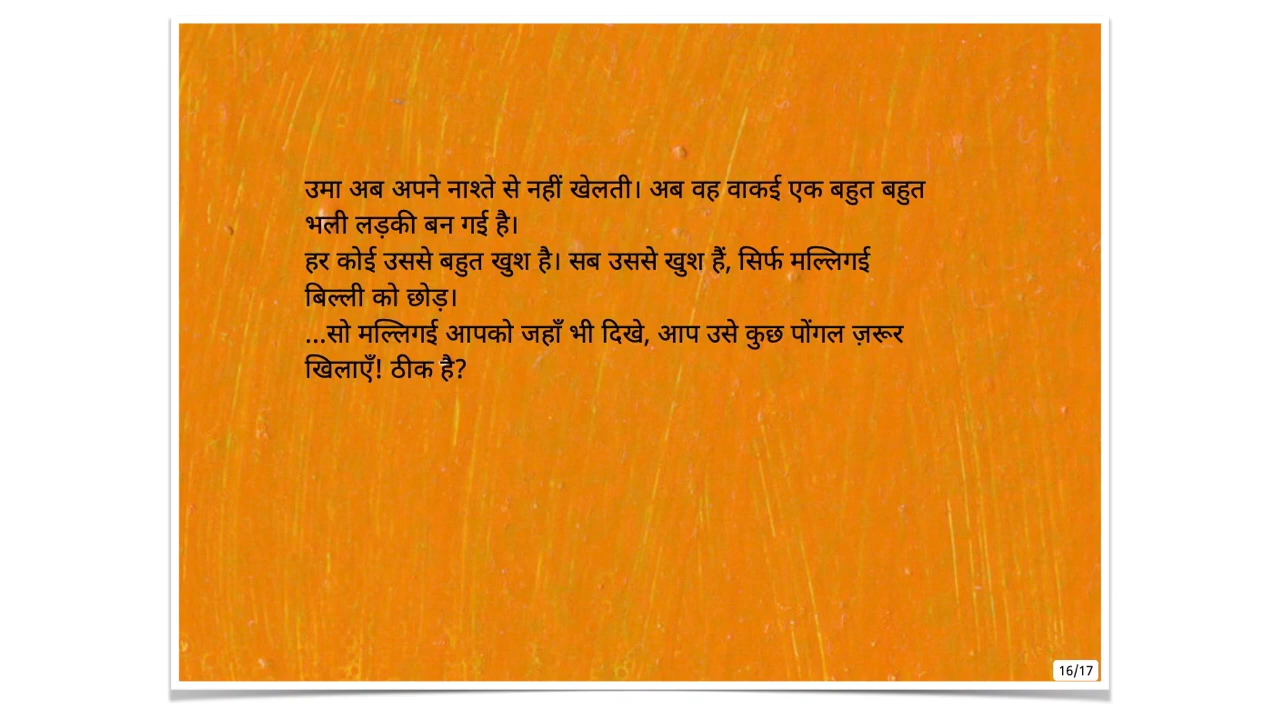 उमा अब अपने नाश्ते से नहीं खेलती। अब वह वाकई एक बहुत बहुत
भली लड़की बन गई है।
हर कोई उससे बहुत खुश है। सब उससे खुश हैं, सिर्फ मल्लिगई
बिल्ली को छोड़।
...सो मल्लिगई आपको जहाँ भी दिखे, आप उसे कुछ पोंगल ज़रूर
खिलाएँ! ठीक है?
16/17